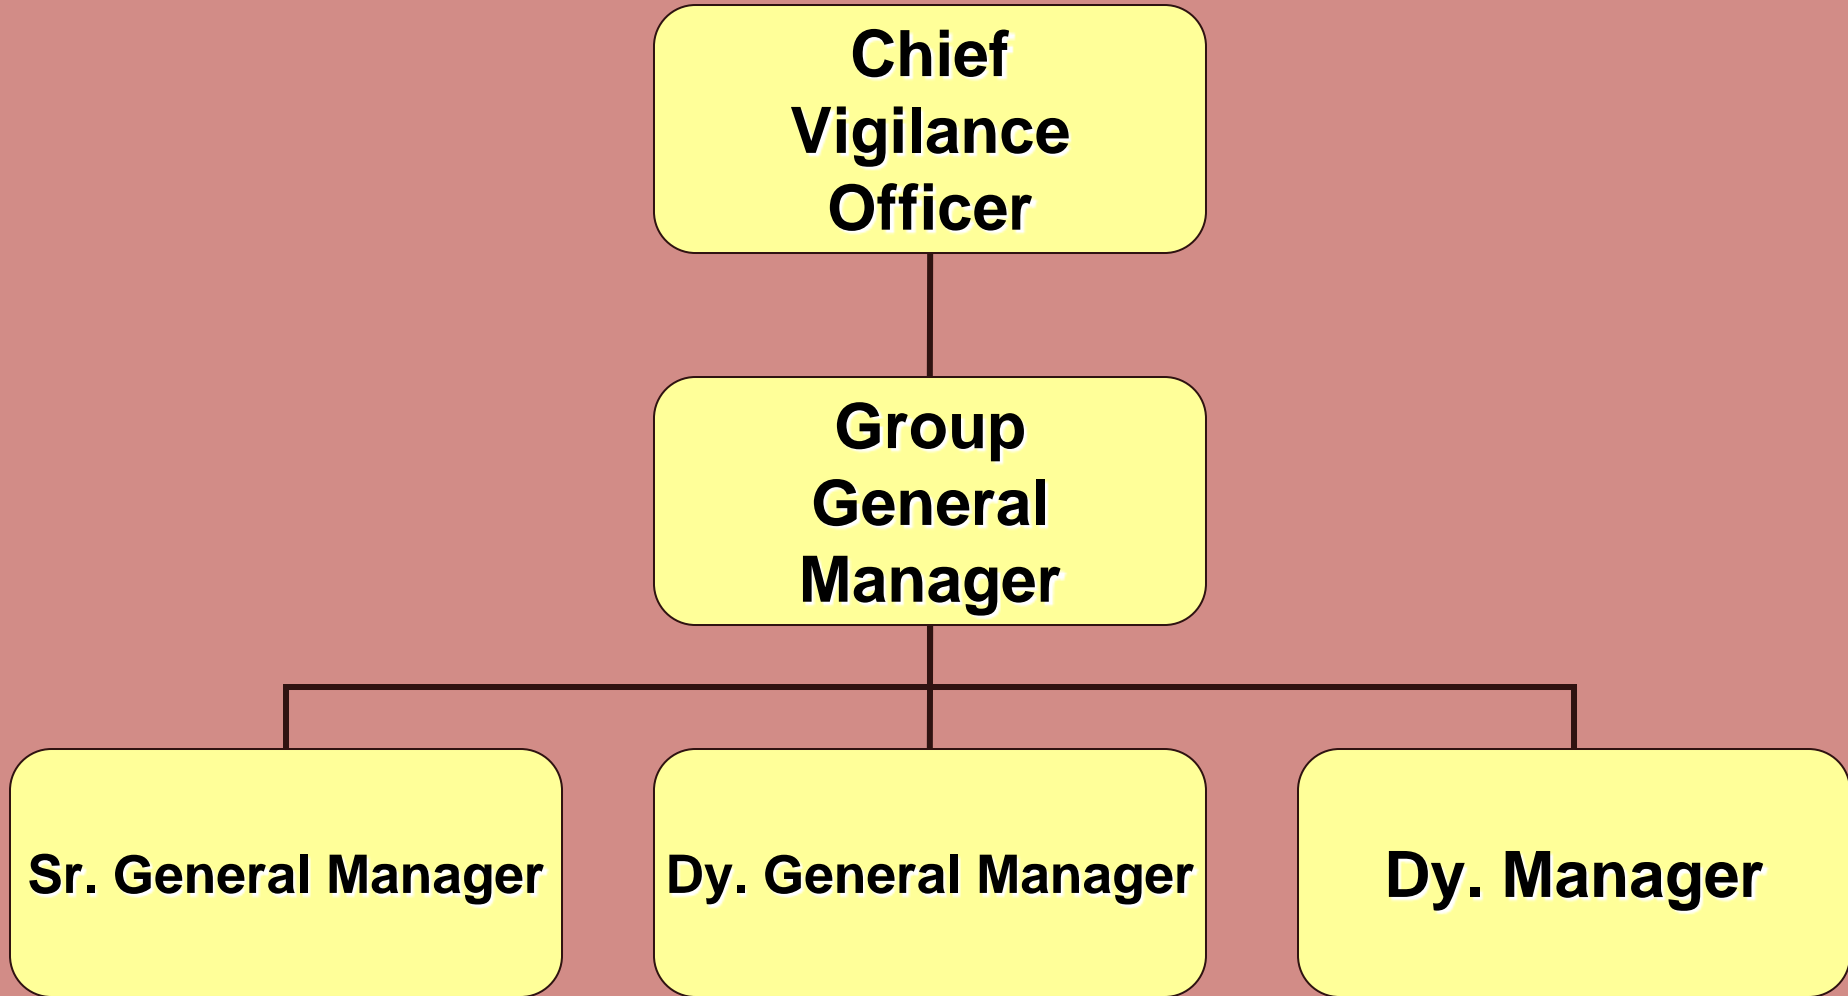 Chief
Vigilance
Officer
Group
General
Manager
Sr. General Manager
Dy. General Manager
Dy. Manager